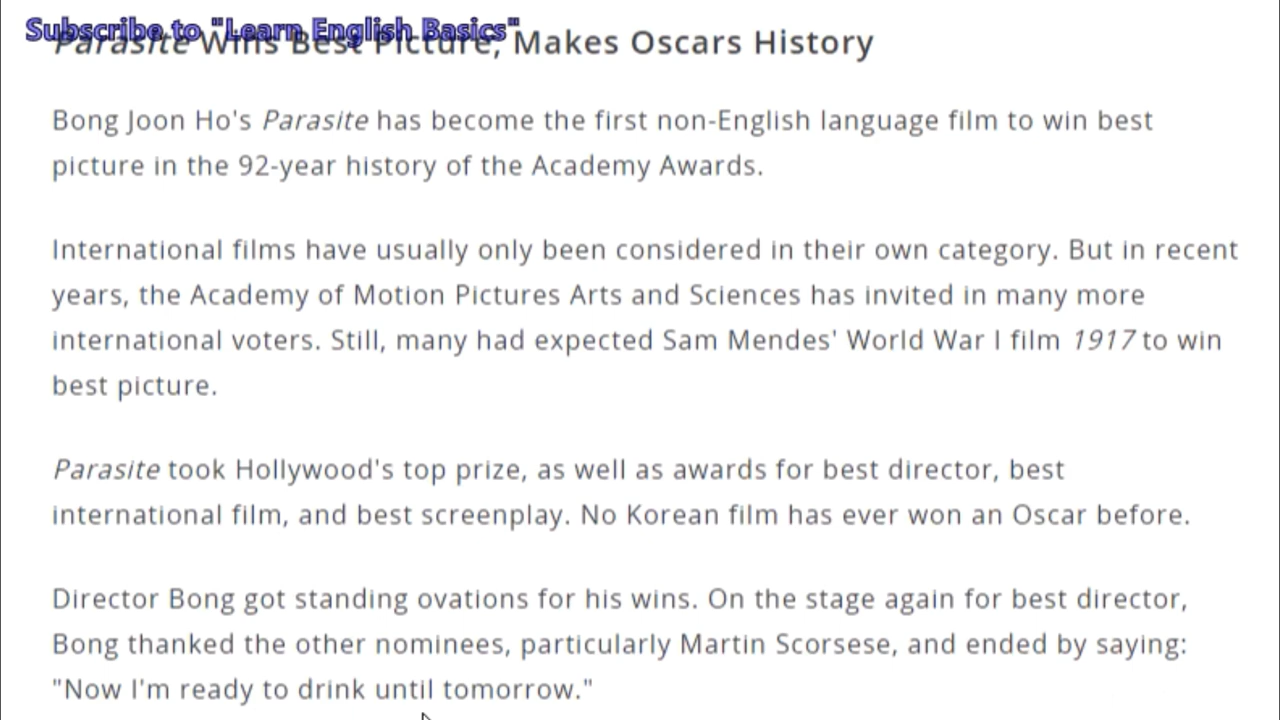 Subscribe to "Learn English Basics"
Parasite Wins Best Picture, Makes Oscars History
Bong Joon Ho's Parasite has become the first non-English language film to win best
picture in the 92-year history of the Academy Awards.
International films have usually only been considered in their own category. But in recent
years, the Academy of Motion Pictures Arts and Sciences has invited in many more
international voters. Still, many had expected Sam Mendes' World War I film 1917 to win
best picture.
Parasite took Hollywood's top prize, as well as awards for best director, best
international film, and best screenplay. No Korean film has ever won an Oscar before.
Director Bong got standing ovations for his wins. On the stage again for best director,
Bong thanked the other nominees, particularly Martin Scorsese, and ended by saying:
"Now I'm ready to drink until tomorrow."